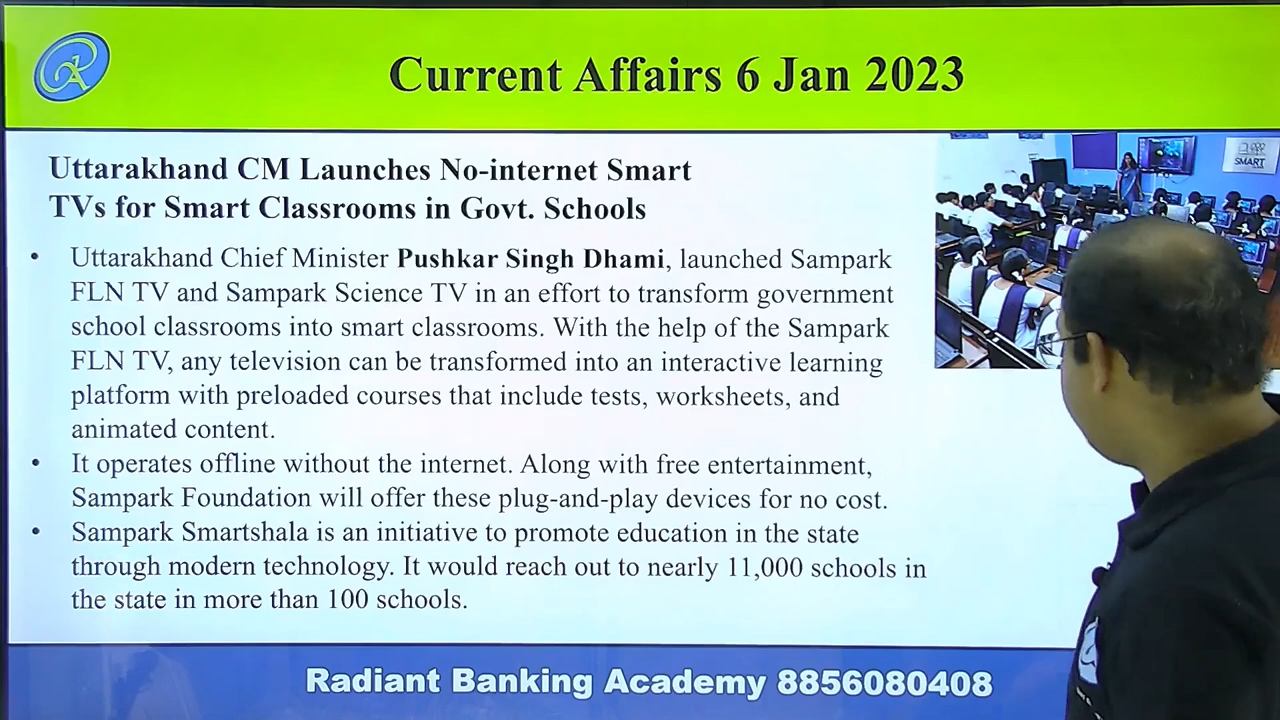 Current Affairs 6 Jan 2023
Uttarakhand CM Launches No-internet Smart
TVs for Smart Classrooms in Govt. Schools
SMART
• Uttarakhand Chief Minister Pushkar Singh Dhami, launched Sampark
FLN TV and Sampark Science TV in an effort to transform government
school classrooms into smart classrooms. With the help of the Sampark
FLN TV, any television can be transformed into an interactive learning
platform with preloaded courses that include tests, worksheets, and
animated content.
• It operates offline without the internet. Along with free entertainment,
Sampark Foundation will offer these plug-and-play devices for no cost.
• Sampark Smartshala is an initiative to promote education in the state
through modern technology. It would reach out to nearly 11,000 schools in
the state in more than 100 schools.
Radiant Banking Academy 8856080408